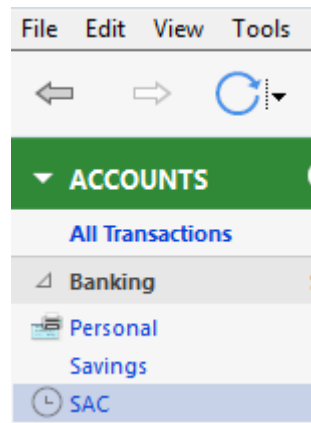 File Edit View Tools
ACCOUNTS
All Transactions
Banking
Personal
Savings
SAC